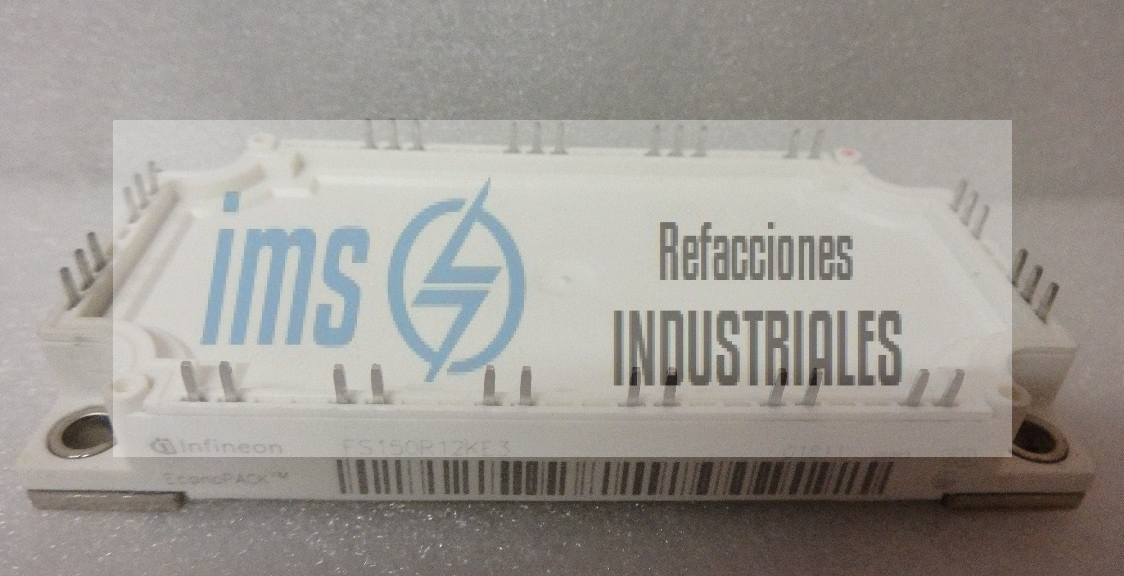 ims
Refacciones
INDUSTRIALES
infineon
FS150R12KE3
EconoPACK™